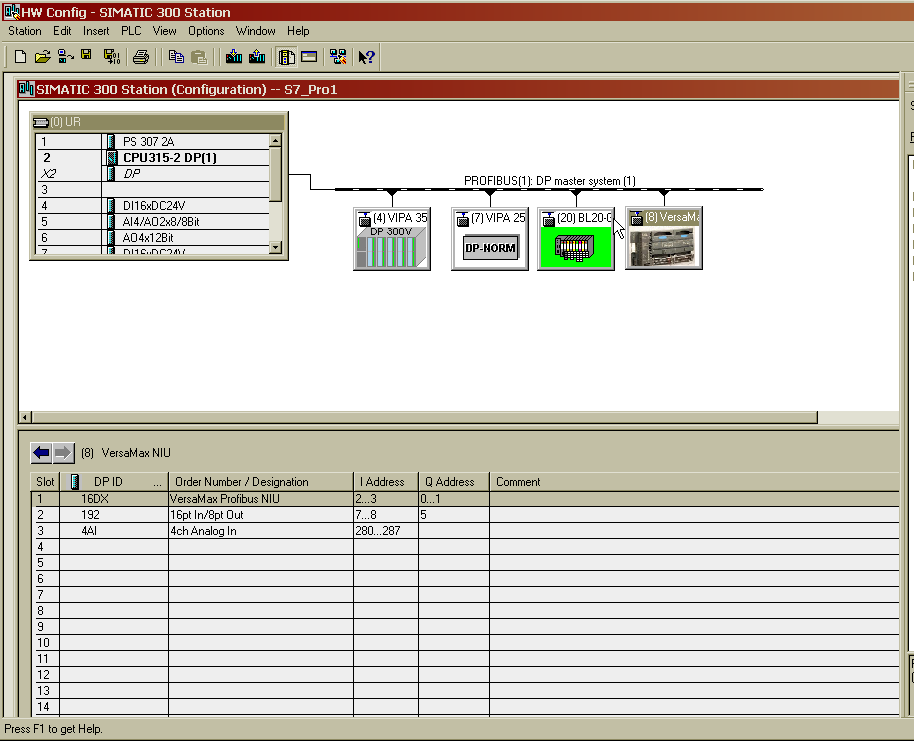 HW Config - SIMATIC 300 Station
Station Edit Insert PLC View Options Window Help
SIMATIC 300 Station (Configuration) -- S7_Pro1
(0) UR
1 PS 307 2A
2 CPU315-2 DP(1)
X2 DP
3
4 DI16xDC24V
5 AI4/AO2x8/8Bit
6 AO4x12Bit
7 DI16xDC24V
PROFIBUS(1): DP master system (1)
(4) VIPA 35 (7) VIPA 25 (20) BL20-G (8) VersaMa
DP 300V
DP-NORM
(8) VersaMax NIU
Slot DP ID ... Order Number / Designation I Address Q Address Comment
1 16DX VersaMax Profibus NIU 2...3 0...1
2 192 16pt In/8pt Out 7...8 5
3 4AI 4ch Analog In 280...287
4
5
6
7
8
9
10
11
12
13
14
Press F1 to get Help.